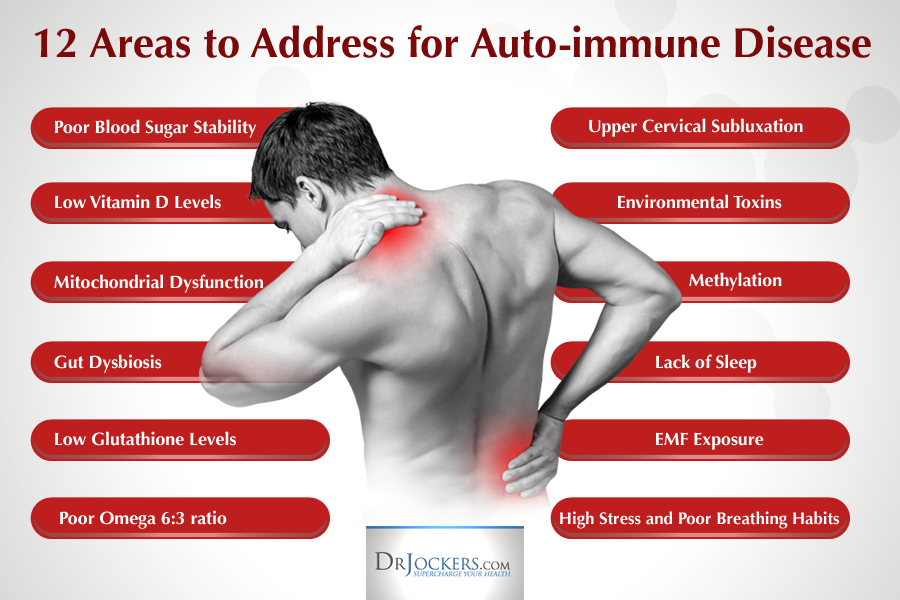 12 Areas to Address for Auto-immune Disease
Poor Blood Sugar Stability
Low Vitamin D Levels
Mitochondrial Dysfunction
Gut Dysbiosis
Low Glutathione Levels
Poor Omega 6:3 ratio
Upper Cervical Subluxation
Environmental Toxins
Methylation
Lack of Sleep
EMF Exposure
High Stress and Poor Breathing Habits
DRJOCKERS.COM
SUPERCHARGE YOUR HEALTH